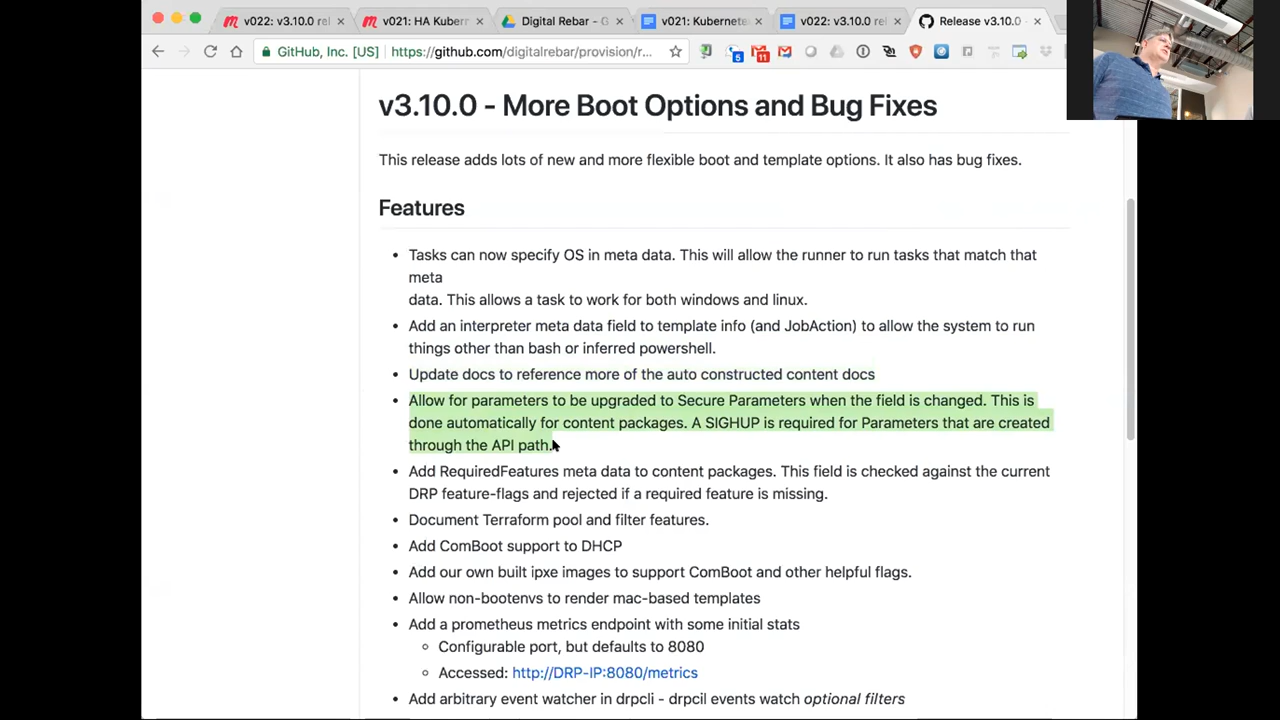 v022: v3.10.0 rel
v021: HA Kubern
Digital Rebar - G
v021: Kubernete
v022: v3.10.0 rel
Release v3.10.0 ·
GitHub, Inc. [US]
https://github.com/digitalrebar/provision/r...
5
11
v3.10.0 - More Boot Options and Bug Fixes
This release adds lots of new and more flexible boot and template options. It also has bug fixes.
Features
Tasks can now specify OS in meta data. This will allow the runner to run tasks that match that
meta
data. This allows a task to work for both windows and linux.
Add an interpreter meta data field to template info (and JobAction) to allow the system to run
things other than bash or inferred powershell.
Update docs to reference more of the auto constructed content docs
Allow for parameters to be upgraded to Secure Parameters when the field is changed. This is
done automatically for content packages. A SIGHUP is required for Parameters that are created
through the API path.
Add RequiredFeatures meta data to content packages. This field is checked against the current
DRP feature-flags and rejected if a required feature is missing.
Document Terraform pool and filter features.
Add ComBoot support to DHCP
Add our own built ipxe images to support ComBoot and other helpful flags.
Allow non-bootenvs to render mac-based templates
Add a prometheus metrics endpoint with some initial stats
Configurable port, but defaults to 8080
Accessed: http://DRP-IP:8080/metrics
Add arbitrary event watcher in drpcli - drpcil events watch optional filters